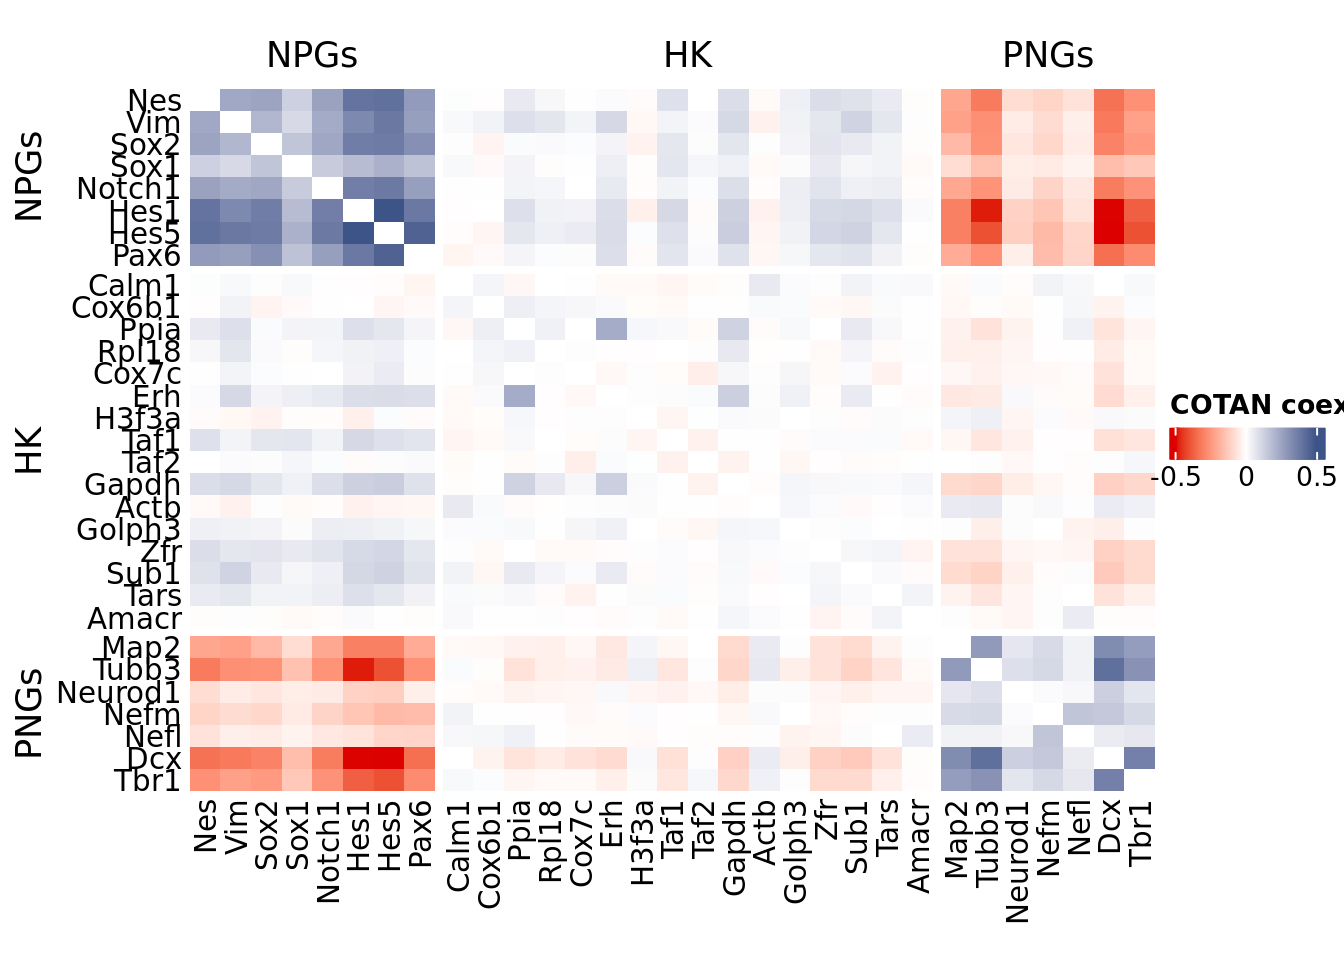 NPGs HK PNGs
NPGs
HK
PNGs
Nes
Vim
Sox2
Sox1
Notch1
Hes1
Hes5
Pax6
Calm1
Cox6b1
Ppia
Rpl18
Cox7c
Erh
H3f3a
Taf1
Taf2
Gapdh
Actb
Golph3
Zfr
Sub1
Tars
Amacr
Map2
Tubb3
Neurod1
Nefm
Nefl
Dcx
Tbr1
Nes Vim Sox2 Sox1 Notch1 Hes1 Hes5 Pax6 Calm1 Cox6b1 Ppia Rpl18 Cox7c Erh H3f3a Taf1 Taf2 Gapdh Actb Golph3 Zfr Sub1 Tars Amacr Map2 Tubb3 Neurod1 Nefm Nefl Dcx Tbr1
COTAN coex
-0.5 0 0.5